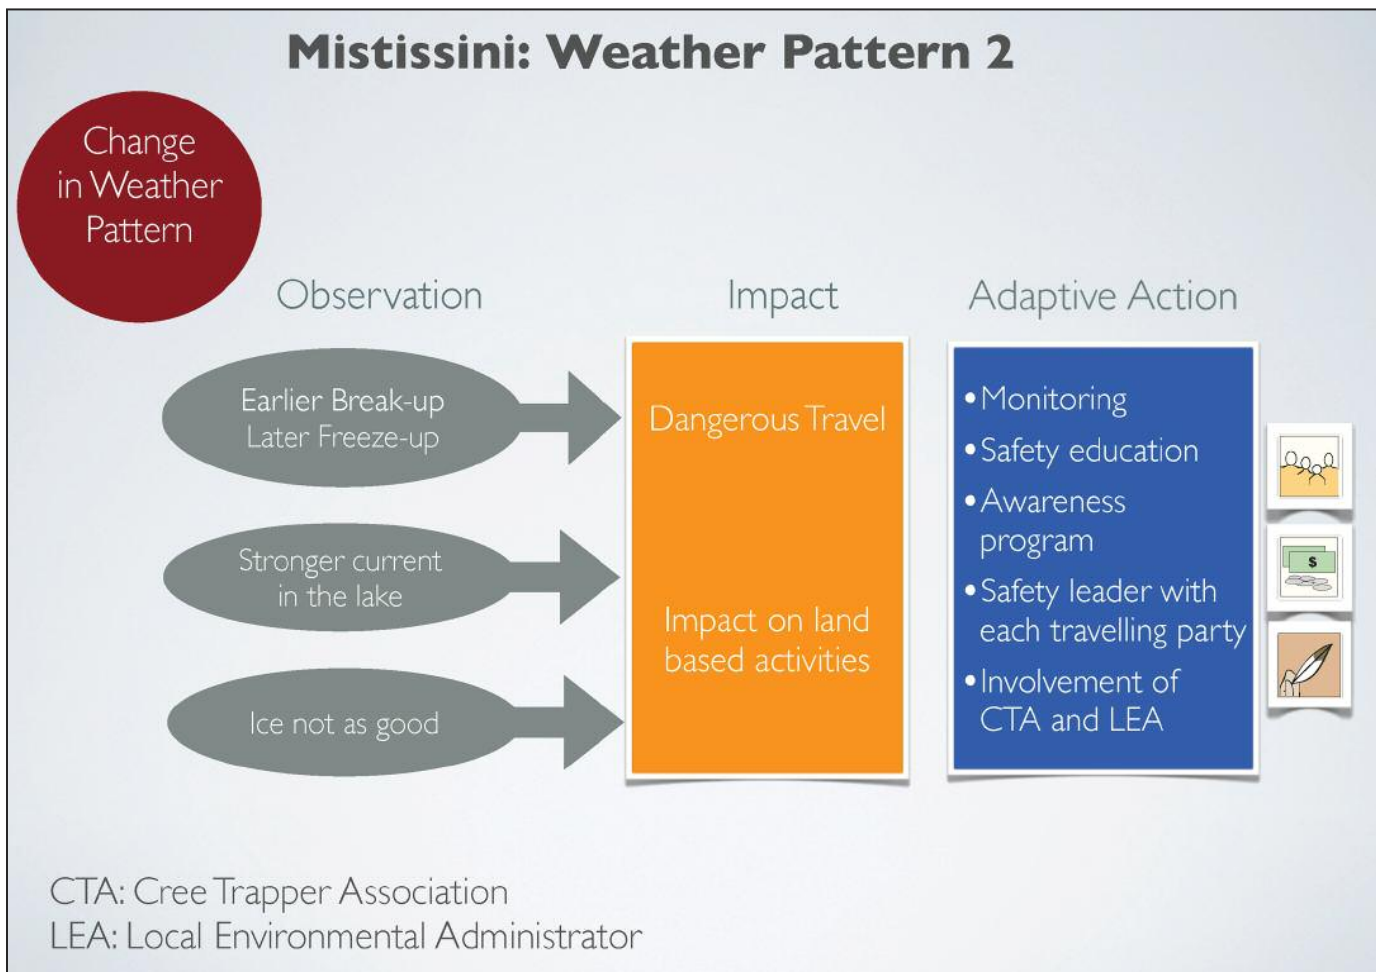 Mistissini: Weather Pattern 2
Change
in Weather
Pattern
Observation
Impact
Adaptive Action
Earlier Break-up
Later Freeze-up
Stronger current
in the lake
Ice not as good
Dangerous Travel
Impact on land
based activities
•Monitoring
•Safety education
•Awareness
program
•Safety leader with
each travelling party
•Involvement of
CTA and LEA
$
CTA: Cree Trapper Association
LEA: Local Environmental Administrator